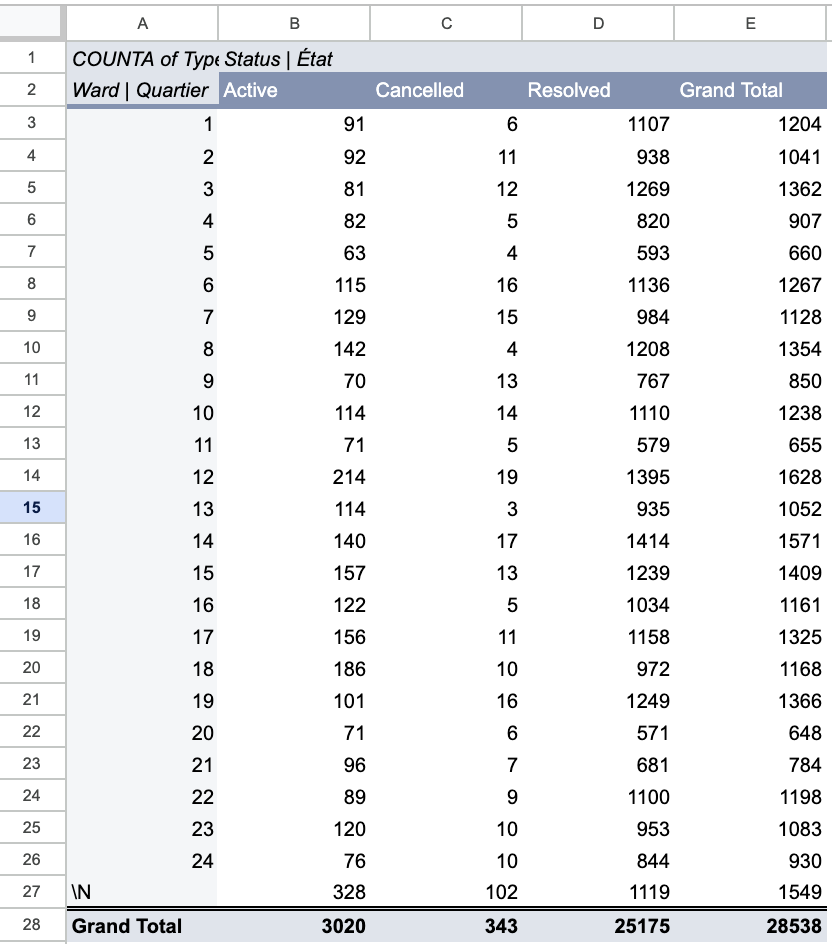 A B C D E
1 COUNTA of Type Status | État
2 Ward | Quartier Active Cancelled Resolved Grand Total
3 1 91 6 1107 1204
4 2 92 11 938 1041
5 3 81 12 1269 1362
6 4 82 5 820 907
7 5 63 4 593 660
8 6 115 16 1136 1267
9 7 129 15 984 1128
10 8 142 4 1208 1354
11 9 70 13 767 850
12 10 114 14 1110 1238
13 11 71 5 579 655
14 12 214 19 1395 1628
15 13 114 3 935 1052
16 14 140 17 1414 1571
17 15 157 13 1239 1409
18 16 122 5 1034 1161
19 17 156 11 1158 1325
20 18 186 10 972 1168
21 19 101 16 1249 1366
22 20 71 6 571 648
23 21 96 7 681 784
24 22 89 9 1100 1198
25 23 120 10 953 1083
26 24 76 10 844 930
27 \N 328 102 1119 1549
28 Grand Total 3020 343 25175 28538